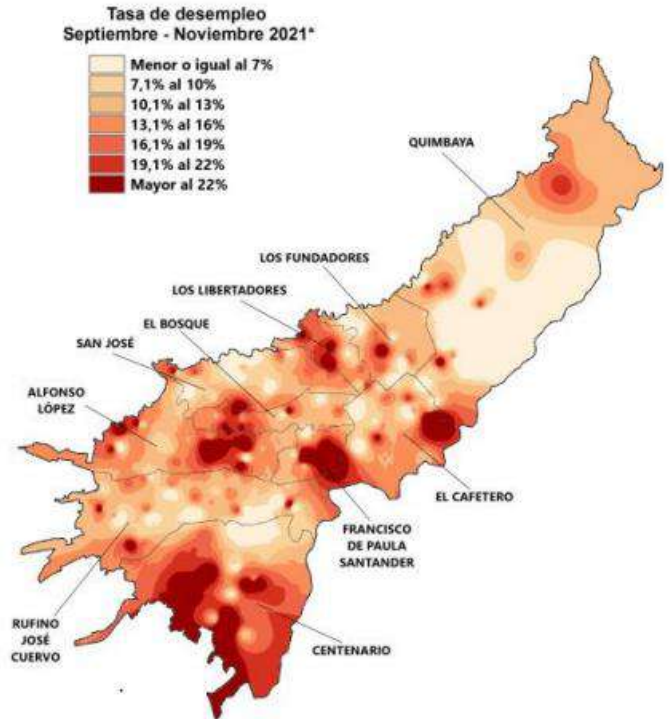 Tasa de desempleo
Septiembre - Noviembre 2021*
Menor o igual al 7%
7,1% al 10%
10,1% al 13%
13,1% al 16%
16,1% al 19%
19,1% al 22%
Mayor al 22%
QUIMBAYA
LOS FUNDADORES
LOS LIBERTADORES
EL BOSQUE
SAN JOSÉ
ALFONSO
LÓPEZ
EL CAFETERO
FRANCISCO
DE PAULA
SANTANDER
RUFINO
JOSÉ
CUERVO
CENTENARIO